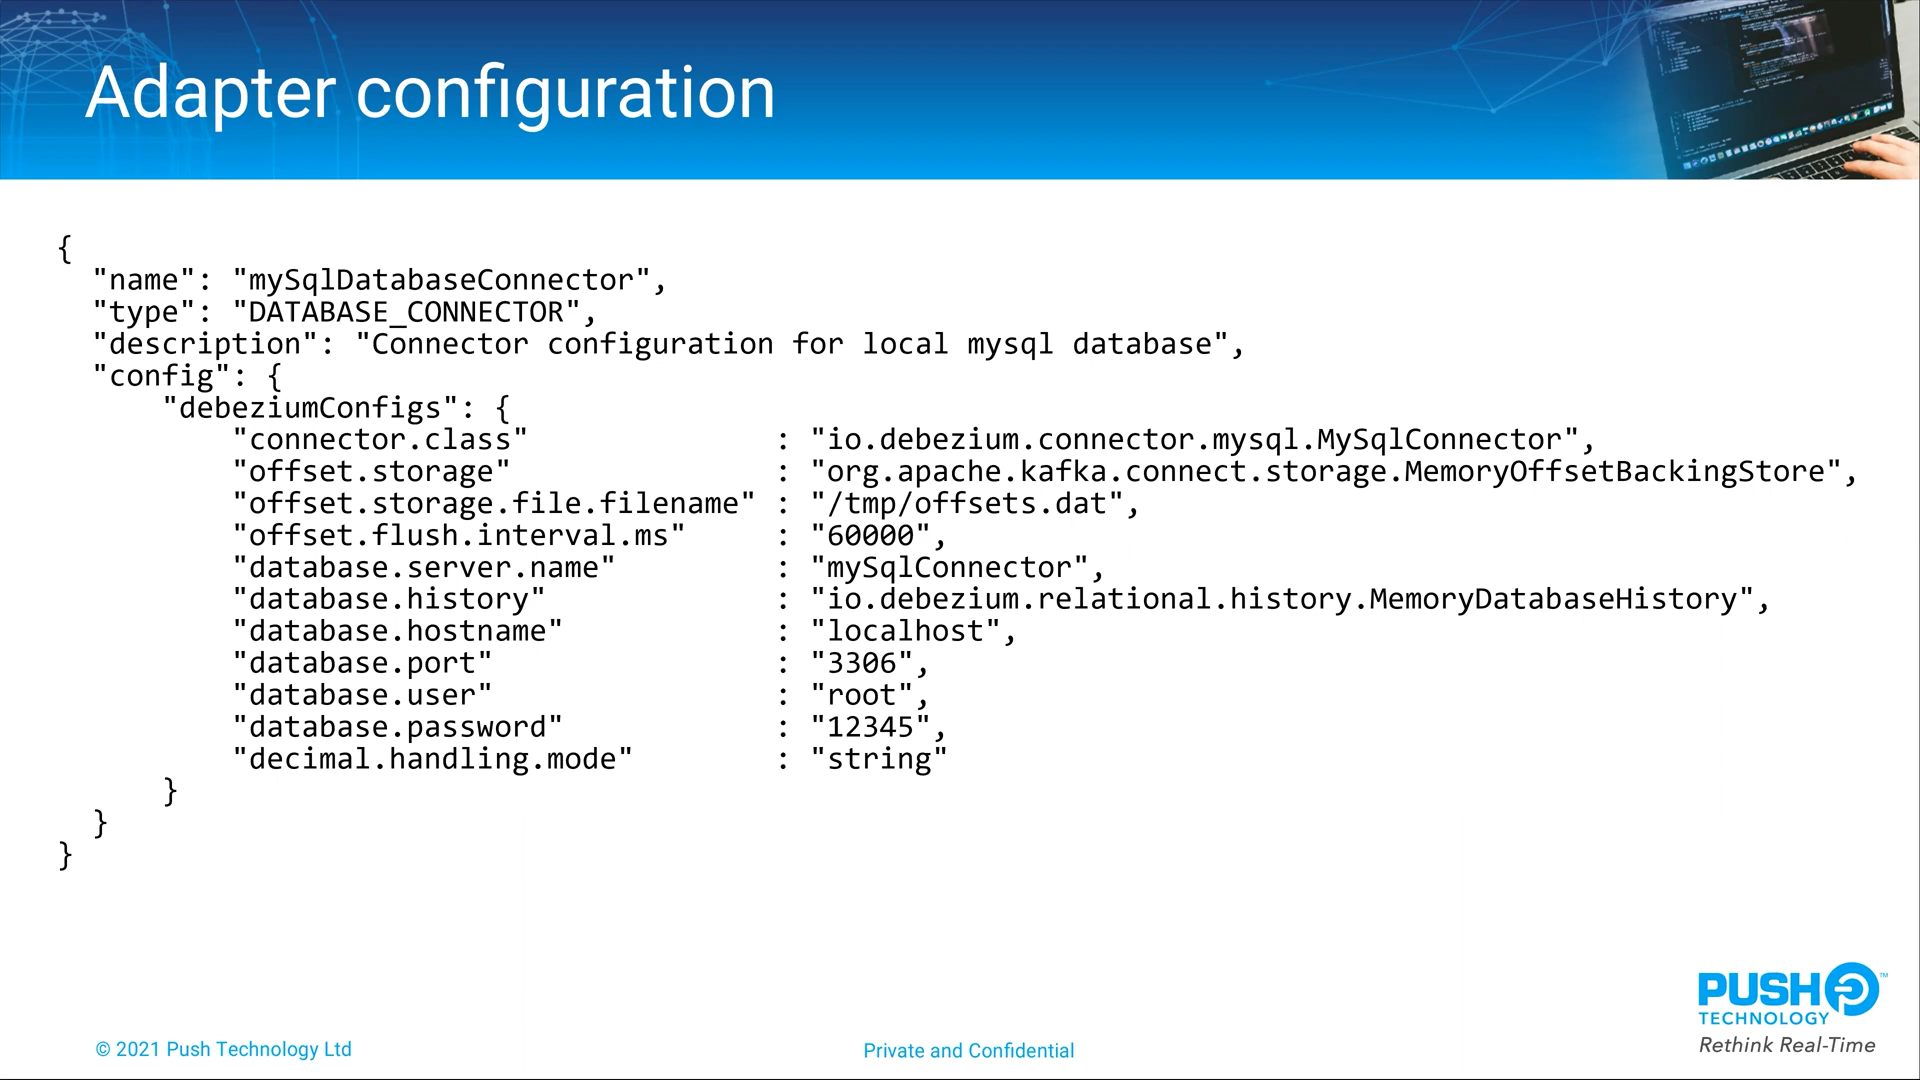 Adapter configuration
{
"name": "mySqlDatabaseConnector",
"type": "DATABASE_CONNECTOR",
"description": "Connector configuration for local mysql database",
"config": {
"debeziumConfigs": {
"connector.class" : "io.debezium.connector.mysql.MySqlConnector",
"offset.storage" : "org.apache.kafka.connect.storage.MemoryOffsetBackingStore",
"offset.storage.file.filename" : "/tmp/offsets.dat",
"offset.flush.interval.ms" : "60000",
"database.server.name" : "mySqlConnector",
"database.history" : "io.debezium.relational.history.MemoryDatabaseHistory",
"database.hostname" : "localhost",
"database.port" : "3306",
"database.user" : "root",
"database.password" : "12345",
"decimal.handling.mode" : "string"
}
}
}
PUSH ™
TECHNOLOGY
Rethink Real-Time
© 2021 Push Technology Ltd
Private and Confidential